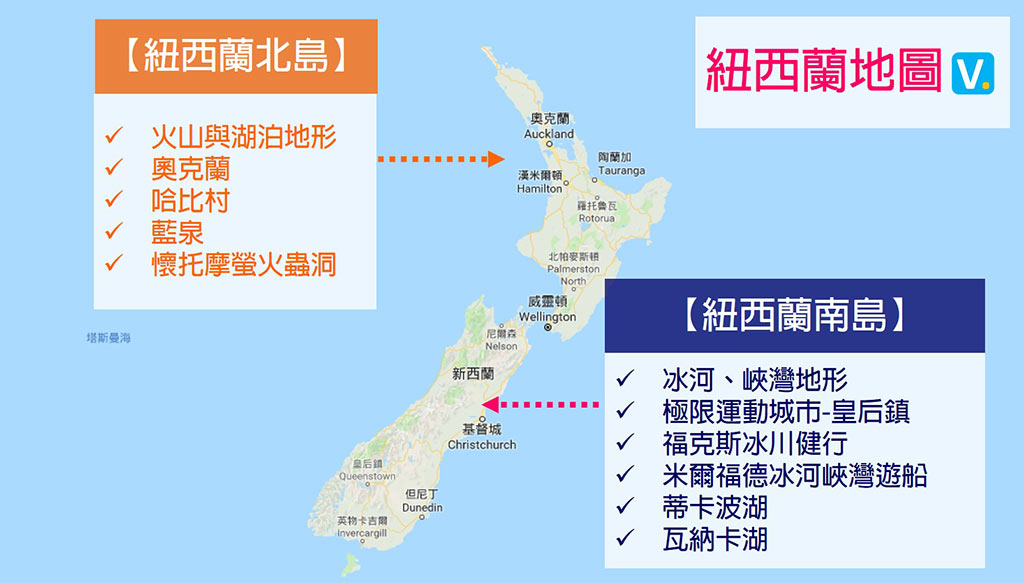 【紐西蘭北島】
火山與湖泊地形
奧克蘭
哈比村
藍泉
懷托摩螢火蟲洞
紐西蘭地圖 V.
奧克蘭
Auckland
陶蘭加
Tauranga
漢米爾頓
Hamilton
羅托魯瓦
Rotorua
北帕麥斯頓
Palmerston
North
威靈頓
Wellington
塔斯曼海
尼爾森
Nelson
新西蘭
基督城
Christchurch
皇后鎮
Queenstown
但尼丁
Dunedin
英物卡吉爾
Invercargill
【紐西蘭南島】
冰河、峽灣地形
極限運動城市-皇后鎮
福克斯冰川健行
米爾福德冰河峽灣遊船
蒂卡波湖
瓦納卡湖